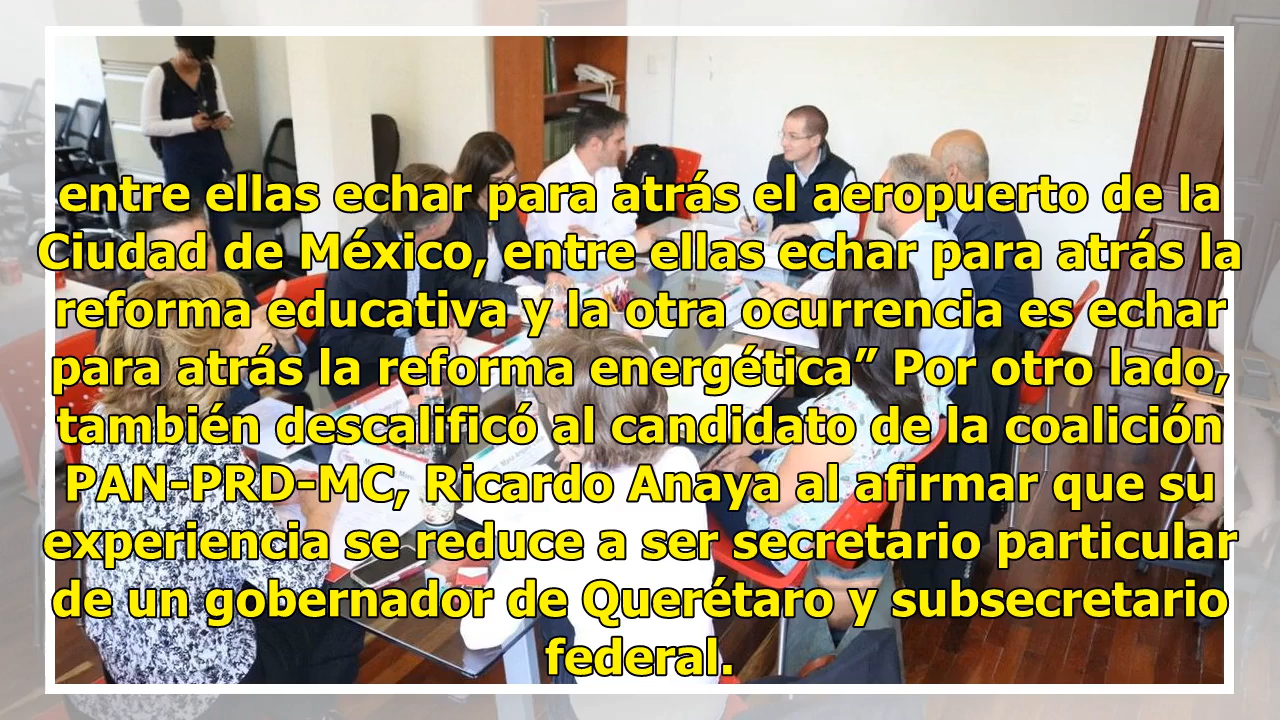 entre ellas echar para atrás el aeropuerto de la
Ciudad de México, entre ellas echar para atrás la
reforma educativa y la otra ocurrencia es echar
para atrás la reforma energética” Por otro lado,
también descalificó al candidato de la coalición
PAN-PRD-MC, Ricardo Anaya al afirmar que su
experiencia se reduce a ser secretario particular
de un gobernador de Querétaro y subsecretario
federal.